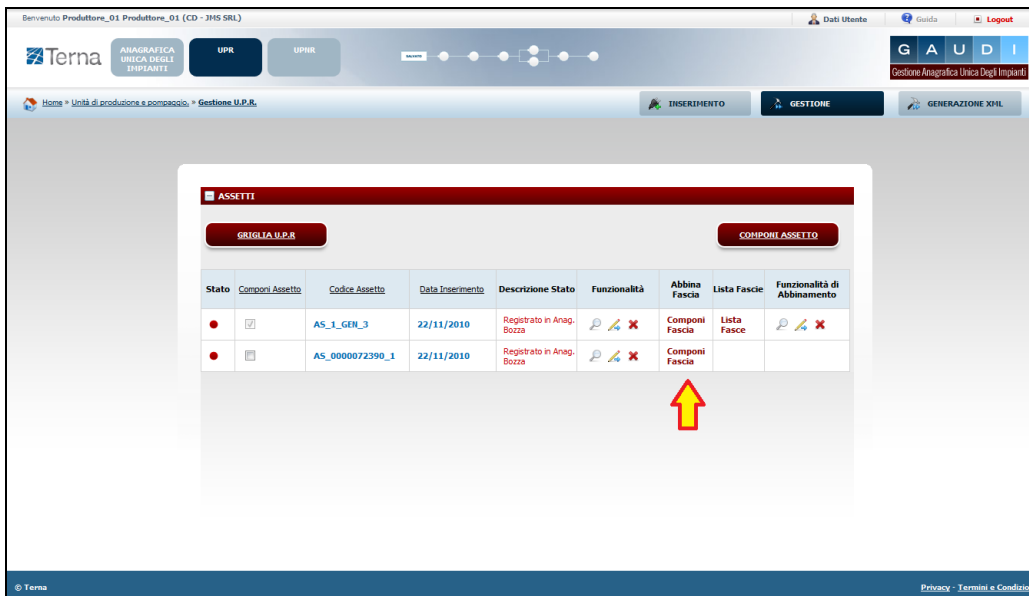 Benvenuto Produttore_01 Produttore_01 (CD - JMS SRL)
Dati Utente
Guida
Logout
Terna
ANAGRAFICA
UNICA DEGLI
IMPIANTI
UPR
UPNR
G A U D I
Gestione Anagrafica Unica Degli Impianti
Home » Unità di produzione e pompaggio. » Gestione U.P.R.
INSERIMENTO
GESTIONE
GENERAZIONE XML
ASSETTI
GRIGLIA U.P.R
COMPONI ASSETTO
Stato Componi Assetto Codice Assetto Data Inserimento Descrizione Stato Funzionalità Abbina Fascia Lista Fascie Funzionalità di Abbinamento
AS_1_GEN_3 22/11/2010 Registrato in Anag. Bozza Componi Fascia Lista Fasce
AS_0000072390_1 22/11/2010 Registrato in Anag. Bozza Componi Fascia
© Terna
Privacy - Termini e Condizio